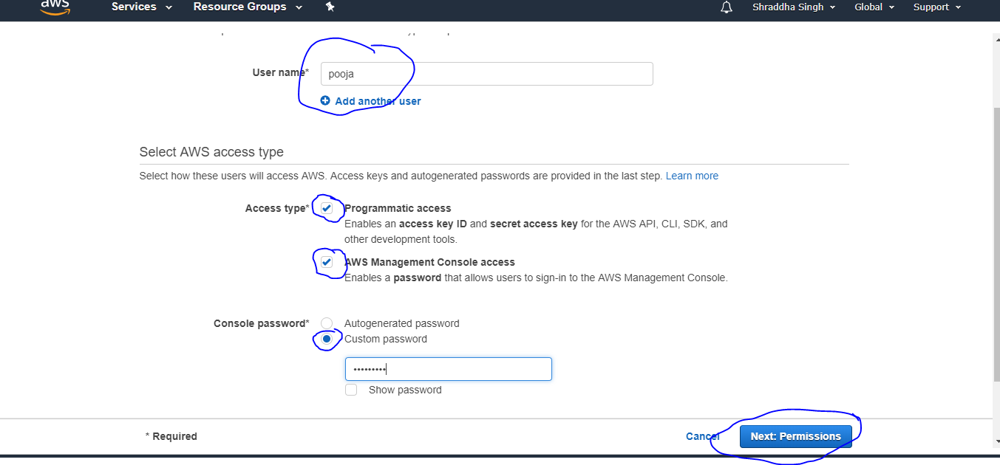 aws Services Resource Groups Shraddha Singh Global Support
User name* pooja
Add another user
Select AWS access type
Select how these users will access AWS. Access keys and autogenerated passwords are provided in the last step. Learn more
Access type* Programmatic access
Enables an access key ID and secret access key for the AWS API, CLI, SDK, and
other development tools.
AWS Management Console access
Enables a password that allows users to sign-in to the AWS Management Console.
Console password* Autogenerated password
Custom password
•••••••••
Show password
* Required Cancel Next: Permissions